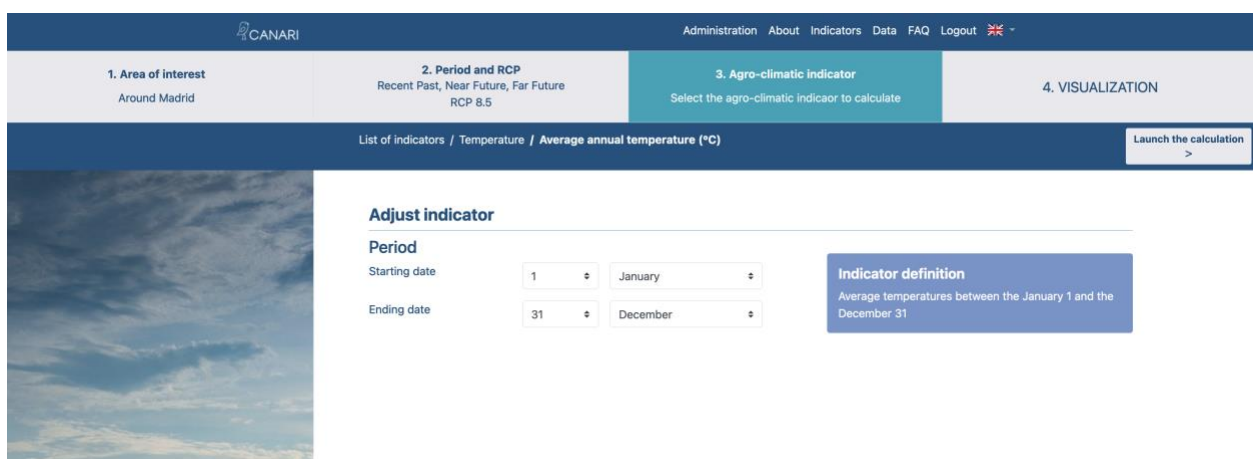 CANARI
Administration About Indicators Data FAQ Logout
1. Area of interest
Around Madrid
2. Period and RCP
Recent Past, Near Future, Far Future
RCP 8.5
3. Agro-climatic indicator
Select the agro-climatic indicaor to calculate
4. VISUALIZATION
List of indicators / Temperature / Average annual temperature (°C)
Launch the calculation
>
Adjust indicator
Period
Starting date 1 January
Ending date 31 December
Indicator definition
Average temperatures between the January 1 and the
December 31